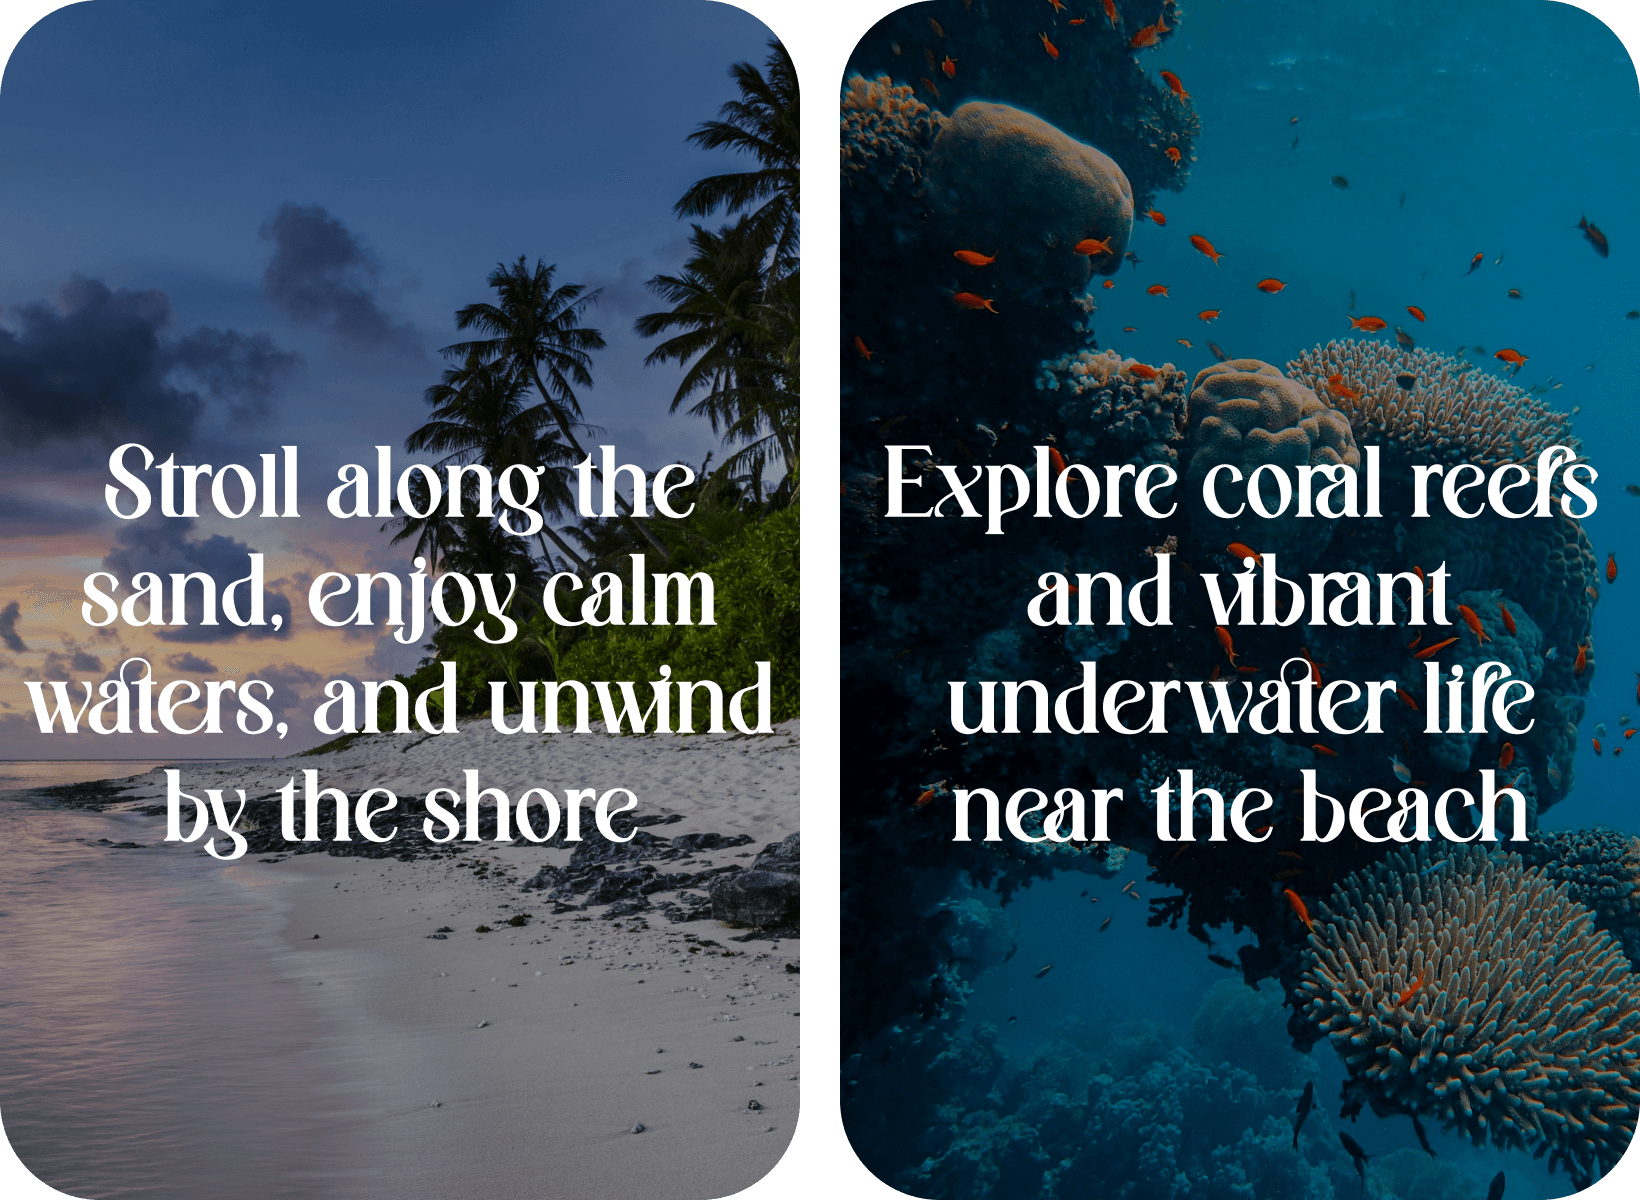 Stroll along the
sand, enjoy calm
waters, and unwind
by the shore
Explore coral reefs
and vibrant
underwater life
near the beach